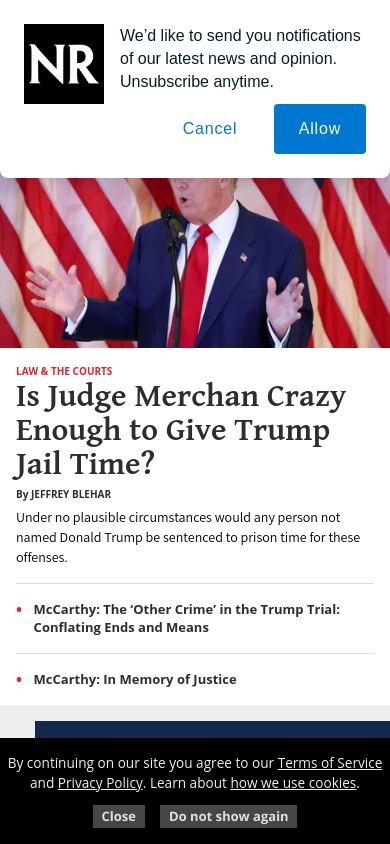 NR
We’d like to send you notifications
of our latest news and opinion.
Unsubscribe anytime.
Cancel
Allow
LAW & THE COURTS
Is Judge Merchan Crazy
Enough to Give Trump
Jail Time?
By JEFFREY BLEHAR
Under no plausible circumstances would any person not
named Donald Trump be sentenced to prison time for these
offenses.
• McCarthy: The ‘Other Crime’ in the Trump Trial:
Conflating Ends and Means
• McCarthy: In Memory of Justice
By continuing on our site you agree to our Terms of Service
and Privacy Policy. Learn about how we use cookies.
Close
Do not show again